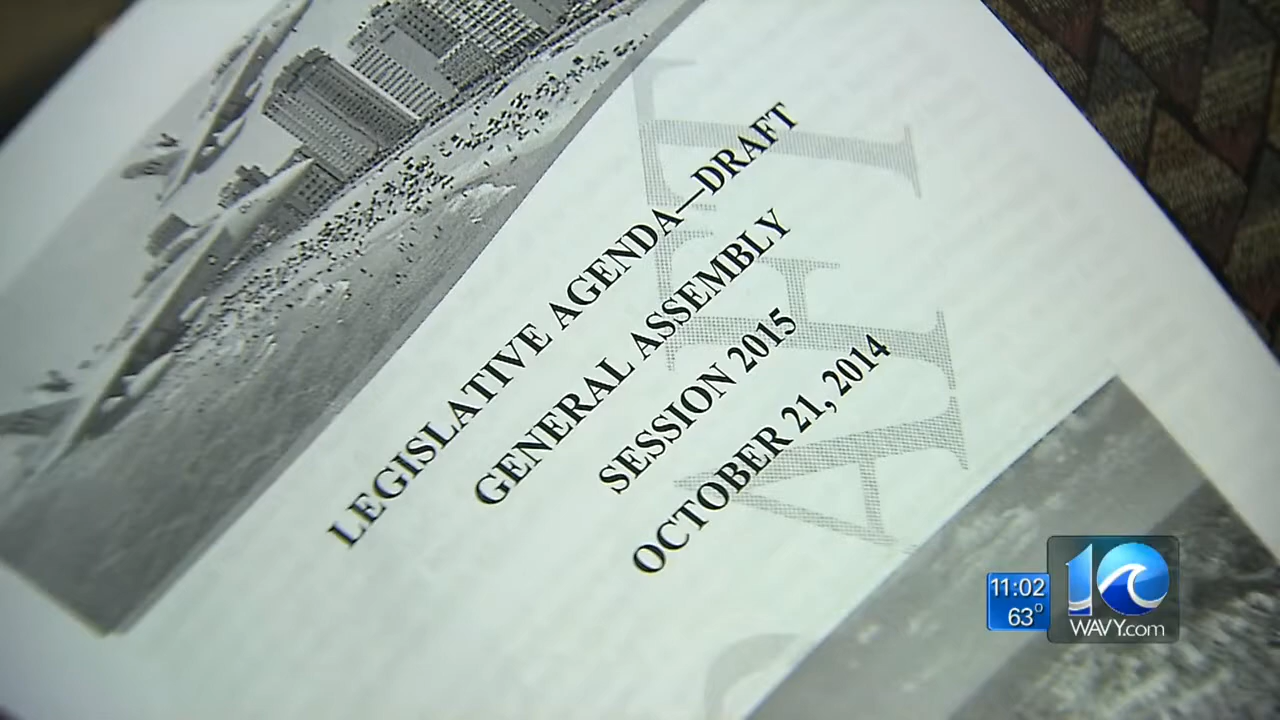 LEGISLATIVE AGENDA—DRAFT
GENERAL ASSEMBLY
SESSION 2015
OCTOBER 21, 2014
11:02
63°
10
WAVY.com